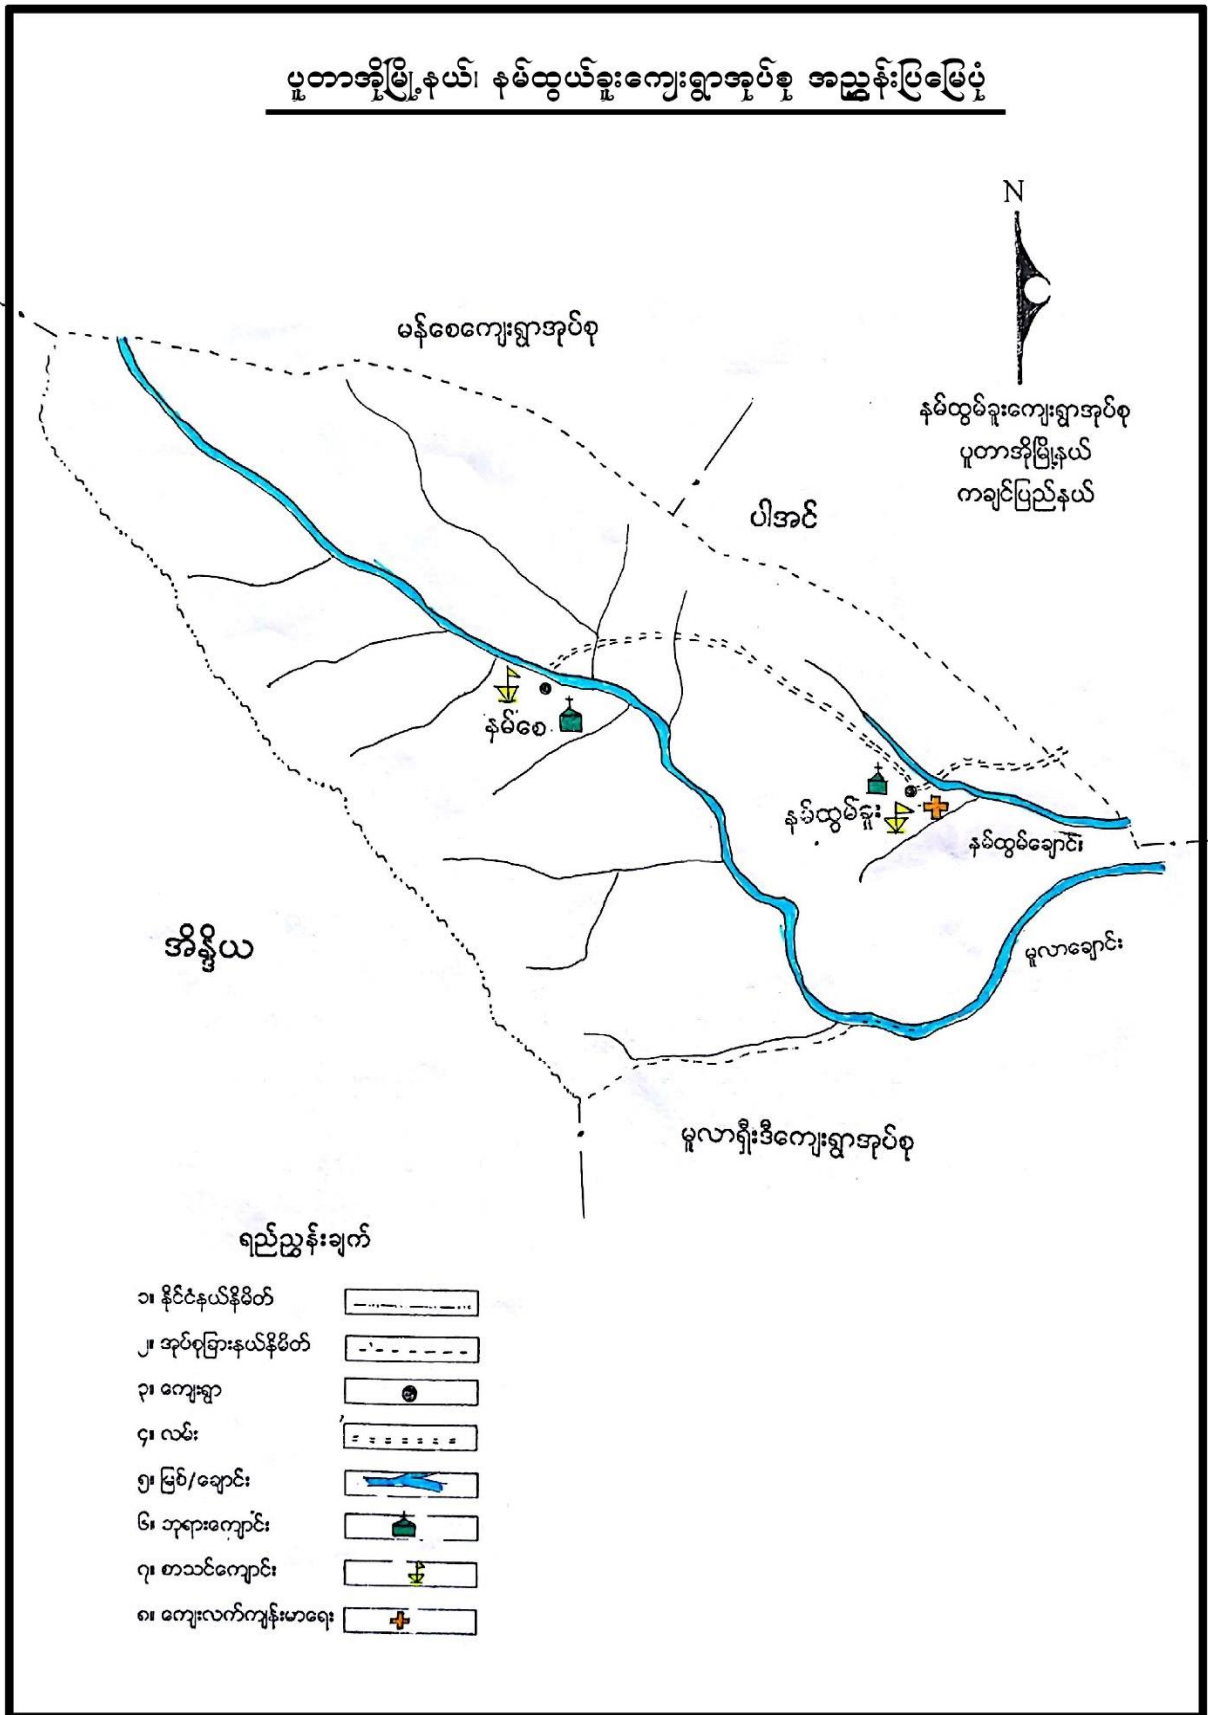 ပူတာအိုမြို့နယ်၊ နမ်ထွယ်ခူးကျေးရွာအုပ်စု အညွှန်းပြမြေပုံ
N
မန်စေကျေးရွာအုပ်စု
နမ်ထွမ်ခူးကျေးရွာအုပ်စု
ပူတာအိုမြို့နယ်
ကချင်ပြည်နယ်
ပါအင်
နမ်စေ
နမ်ထွမ်ခူး
နမ်ထွမ်ချောင်း
အိန္ဒိယ
မူလာချောင်း
မူလာရှီးဒီကျေးရွာအုပ်စု
ရည်ညွှန်းချက်
၁။ နိုင်ငံနယ်နိမိတ်
၂။ အုပ်စုခြားနယ်နိမိတ်
၃။ ကျေးရွာ
၄။ လမ်း
၅။ မြစ်/ချောင်း
၆။ ဘုရားကျောင်း
၇။ စာသင်ကျောင်း
၈။ ကျေးလက်ကျန်းမာရေး